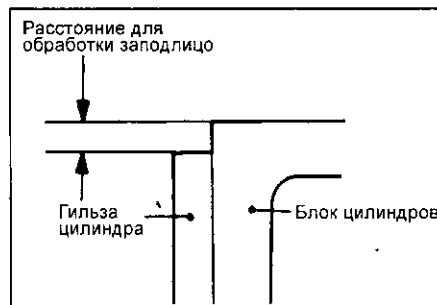 Расстояние для
обработки заподлицо
Гильза
цилиндра
Блок цилиндров